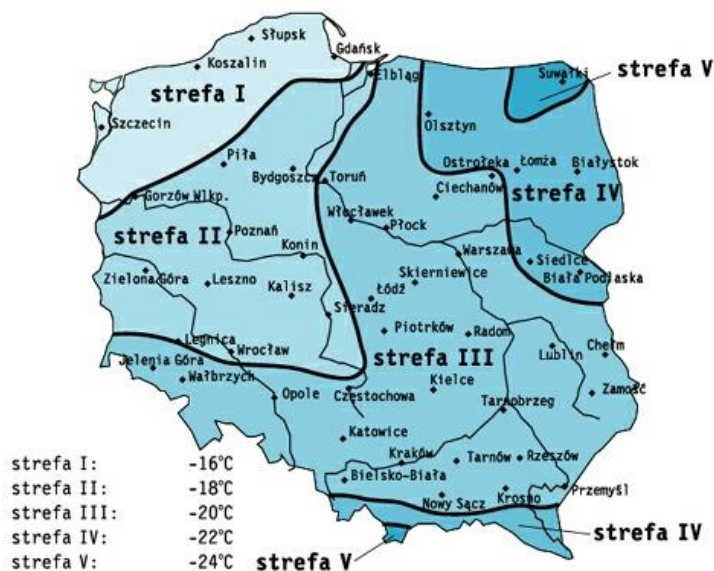 Słupsk
Gdańsk
Koszalin
Elbląg
Suwałki
strefa V
strefa I
Szczecin
Olsztyn
Piła
Ostrołęka
Łomża
Białystok
Bydgoszcz
Toruń
Ciechanów
Gorzów Wlkp.
strefa IV
Włocławek
Płock
strefa II
Poznań
Konin
Warszawa
Siedlce
Zielona Góra
Leszno
Skierniewice
Biała Podlaska
Kalisz
Łódź
Sieradz
Piotrków
Radom
Legnica
Wrocław
strefa III
Lublin
Chełm
Jelenia Góra
Wałbrzych
Opole
Częstochowa
Kielce
Zamość
Tarnobrzeg
Katowice
Kraków
Tarnów
Rzeszów
Bielsko-Biała
Przemyśl
Nowy Sącz
Krosno
strefa IV
strefa V
strefa I: -16°C
strefa II: -18°C
strefa III: -20°C
strefa IV: -22°C
strefa V: -24°C